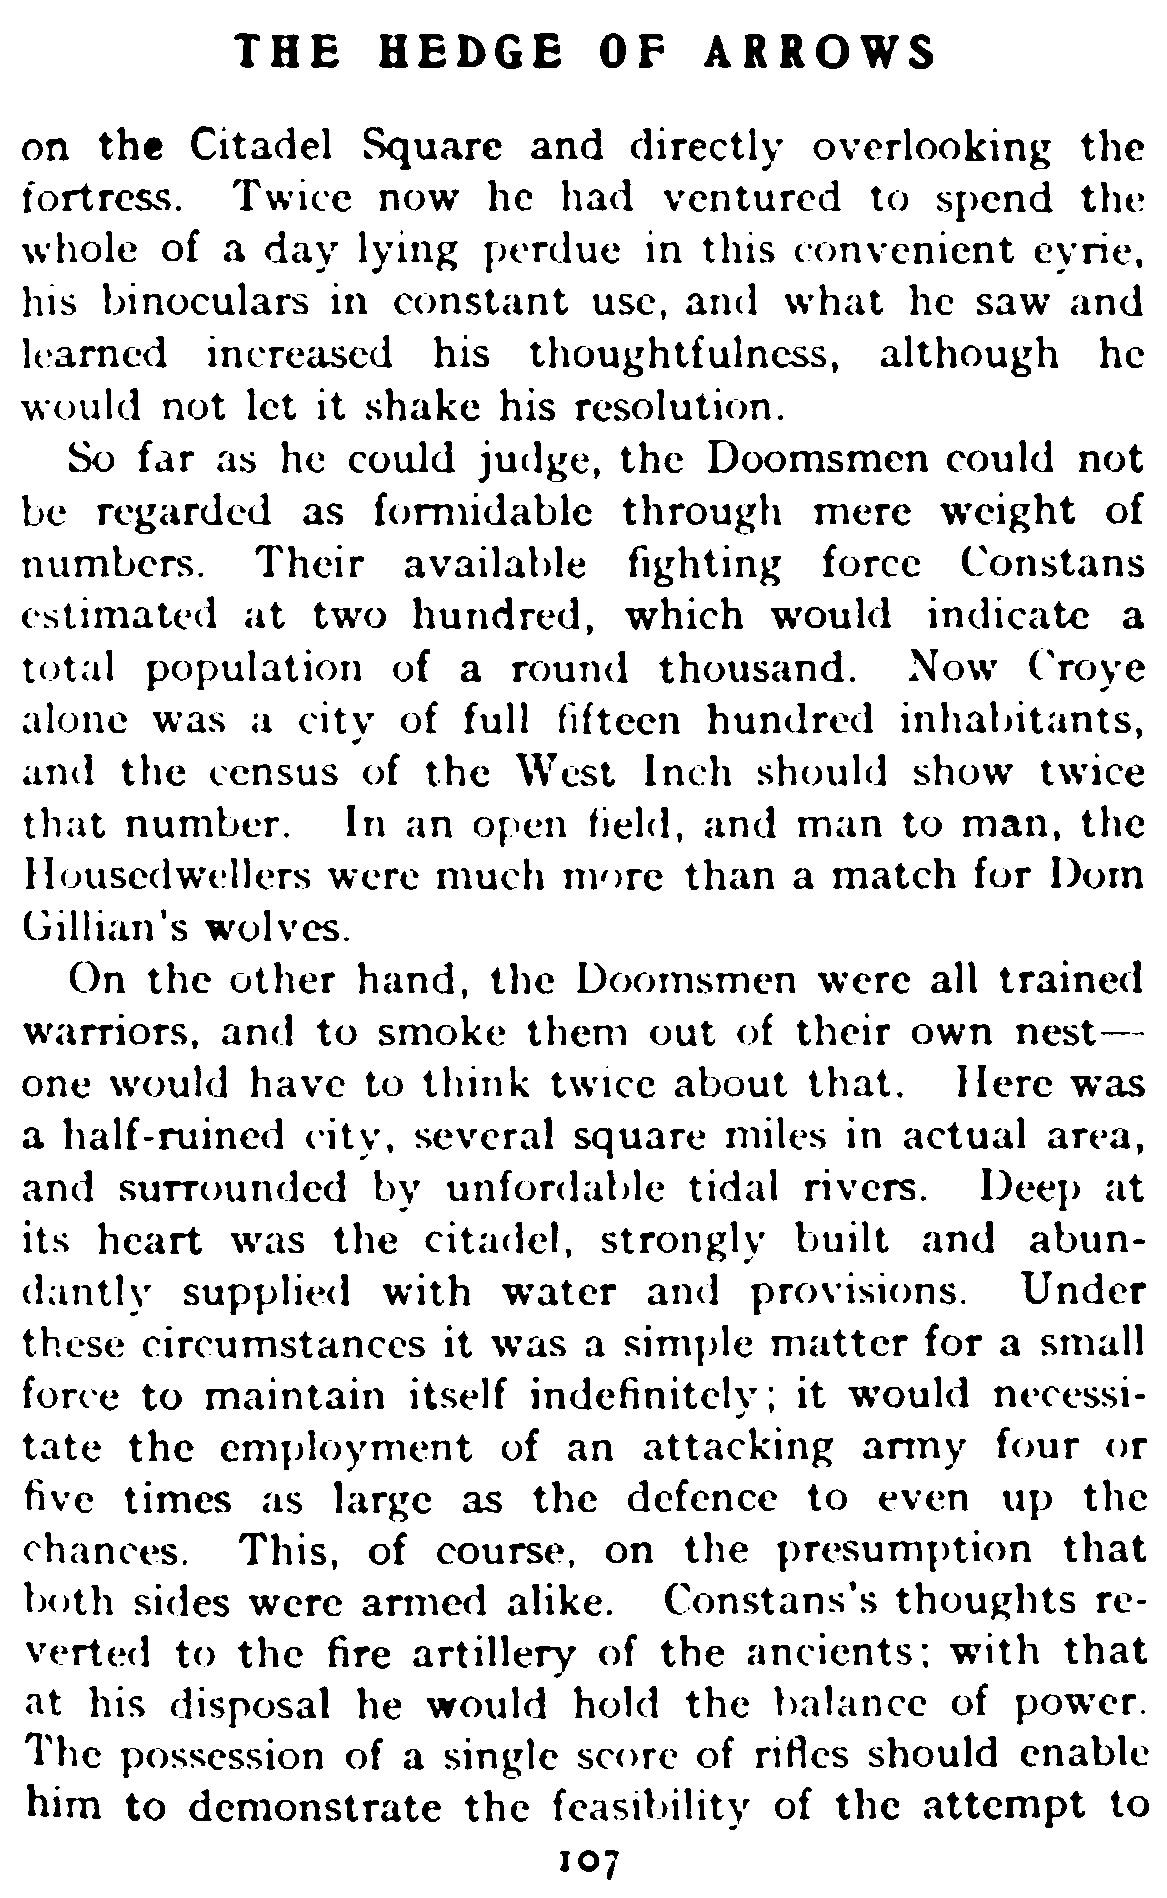 THE HEDGE OF ARROWS
on the Citadel Square and directly overlooking the
fortress. Twice now he had ventured to spend the
whole of a day lying perdue in this convenient eyrie,
his binoculars in constant use, and what he saw and
learned increased his thoughtfulness, although he
would not let it shake his resolution.
So far as he could judge, the Doomsmen could not
be regarded as formidable through mere weight of
numbers. Their available fighting force Constans
estimated at two hundred, which would indicate a
total population of a round thousand. Now Croye
alone was a city of full fifteen hundred inhabitants,
and the census of the West Inch should show twice
that number. In an open field, and man to man, the
Housedwellers were much more than a match for Dom
Gillian's wolves.
On the other hand, the Doomsmen were all trained
warriors, and to smoke them out of their own nest—
one would have to think twice about that. Here was
a half-ruined city, several square miles in actual area,
and surrounded by unfordable tidal rivers. Deep at
its heart was the citadel, strongly built and abun-
dantly supplied with water and provisions. Under
these circumstances it was a simple matter for a small
force to maintain itself indefinitely; it would necessi-
tate the employment of an attacking army four or
five times as large as the defence to even up the
chances. This, of course, on the presumption that
both sides were armed alike. Constans's thoughts re-
verted to the fire artillery of the ancients; with that
at his disposal he would hold the balance of power.
The possession of a single score of rifles should enable
him to demonstrate the feasibility of the attempt to
107